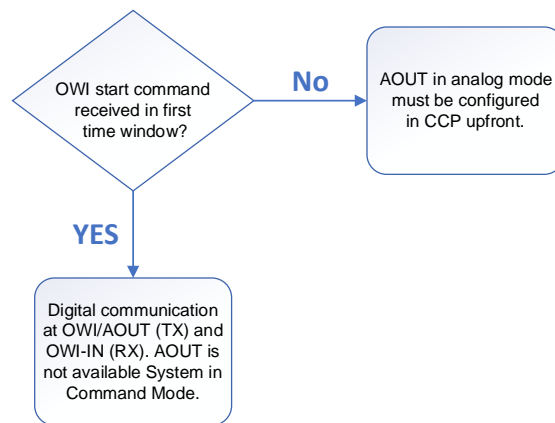 OWI start command
received in first
time window?
No
AOUT in analog mode
must be configured
in CCP upfront.
YES
Digital communication
at OWI/AOUT (TX) and
OWI-IN (RX). AOUT is
not available System in
Command Mode.